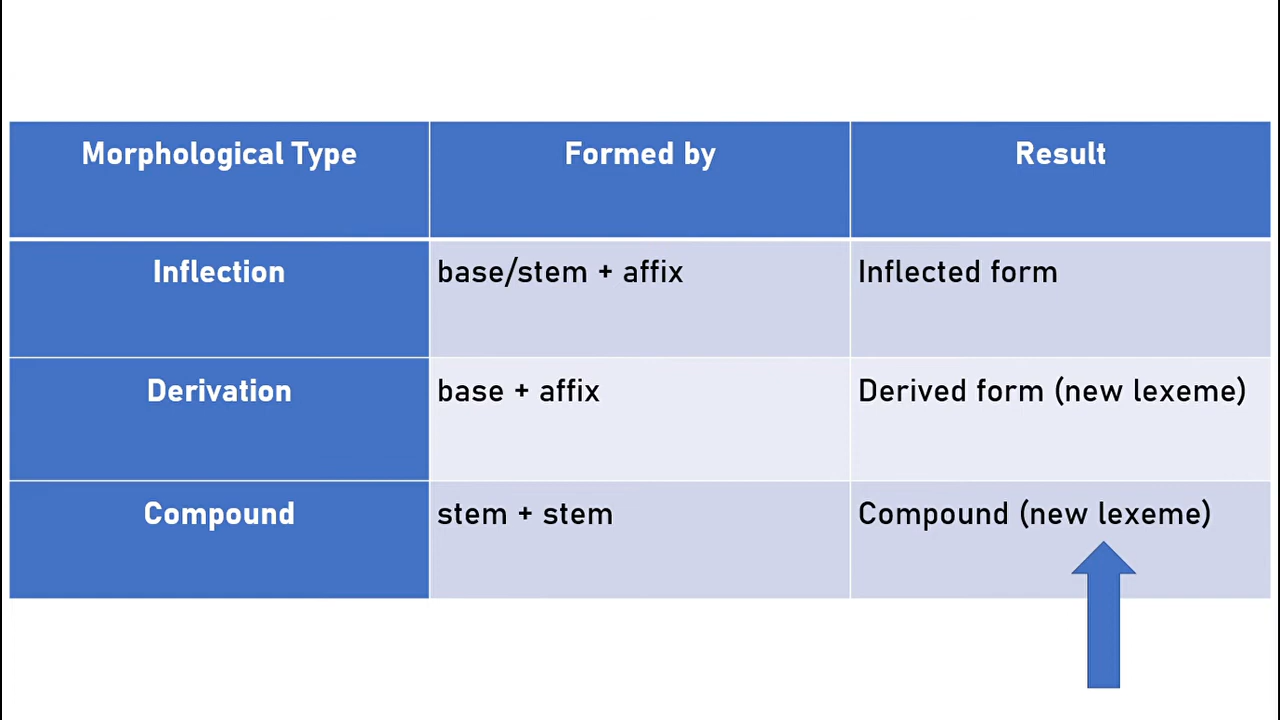 Morphological Type
Formed by
Result
Inflection
base/stem + affix
Inflected form
Derivation
base + affix
Derived form (new lexeme)
Compound
stem + stem
Compound (new lexeme)